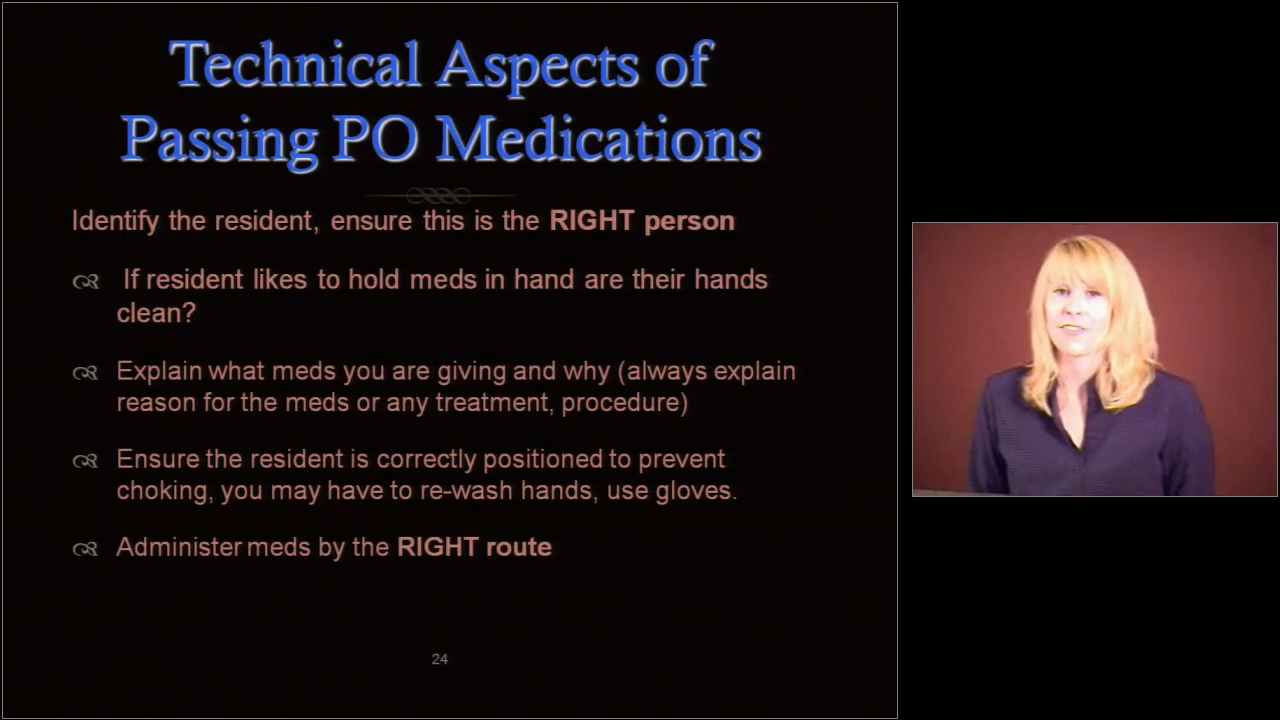 Technical Aspects of
Passing PO Medications
Identify the resident, ensure this is the RIGHT person
If resident likes to hold meds in hand are their hands
clean?
Explain what meds you are giving and why (always explain
reason for the meds or any treatment, procedure)
Ensure the resident is correctly positioned to prevent
choking, you may have to re-wash hands, use gloves.
Administer meds by the RIGHT route
24